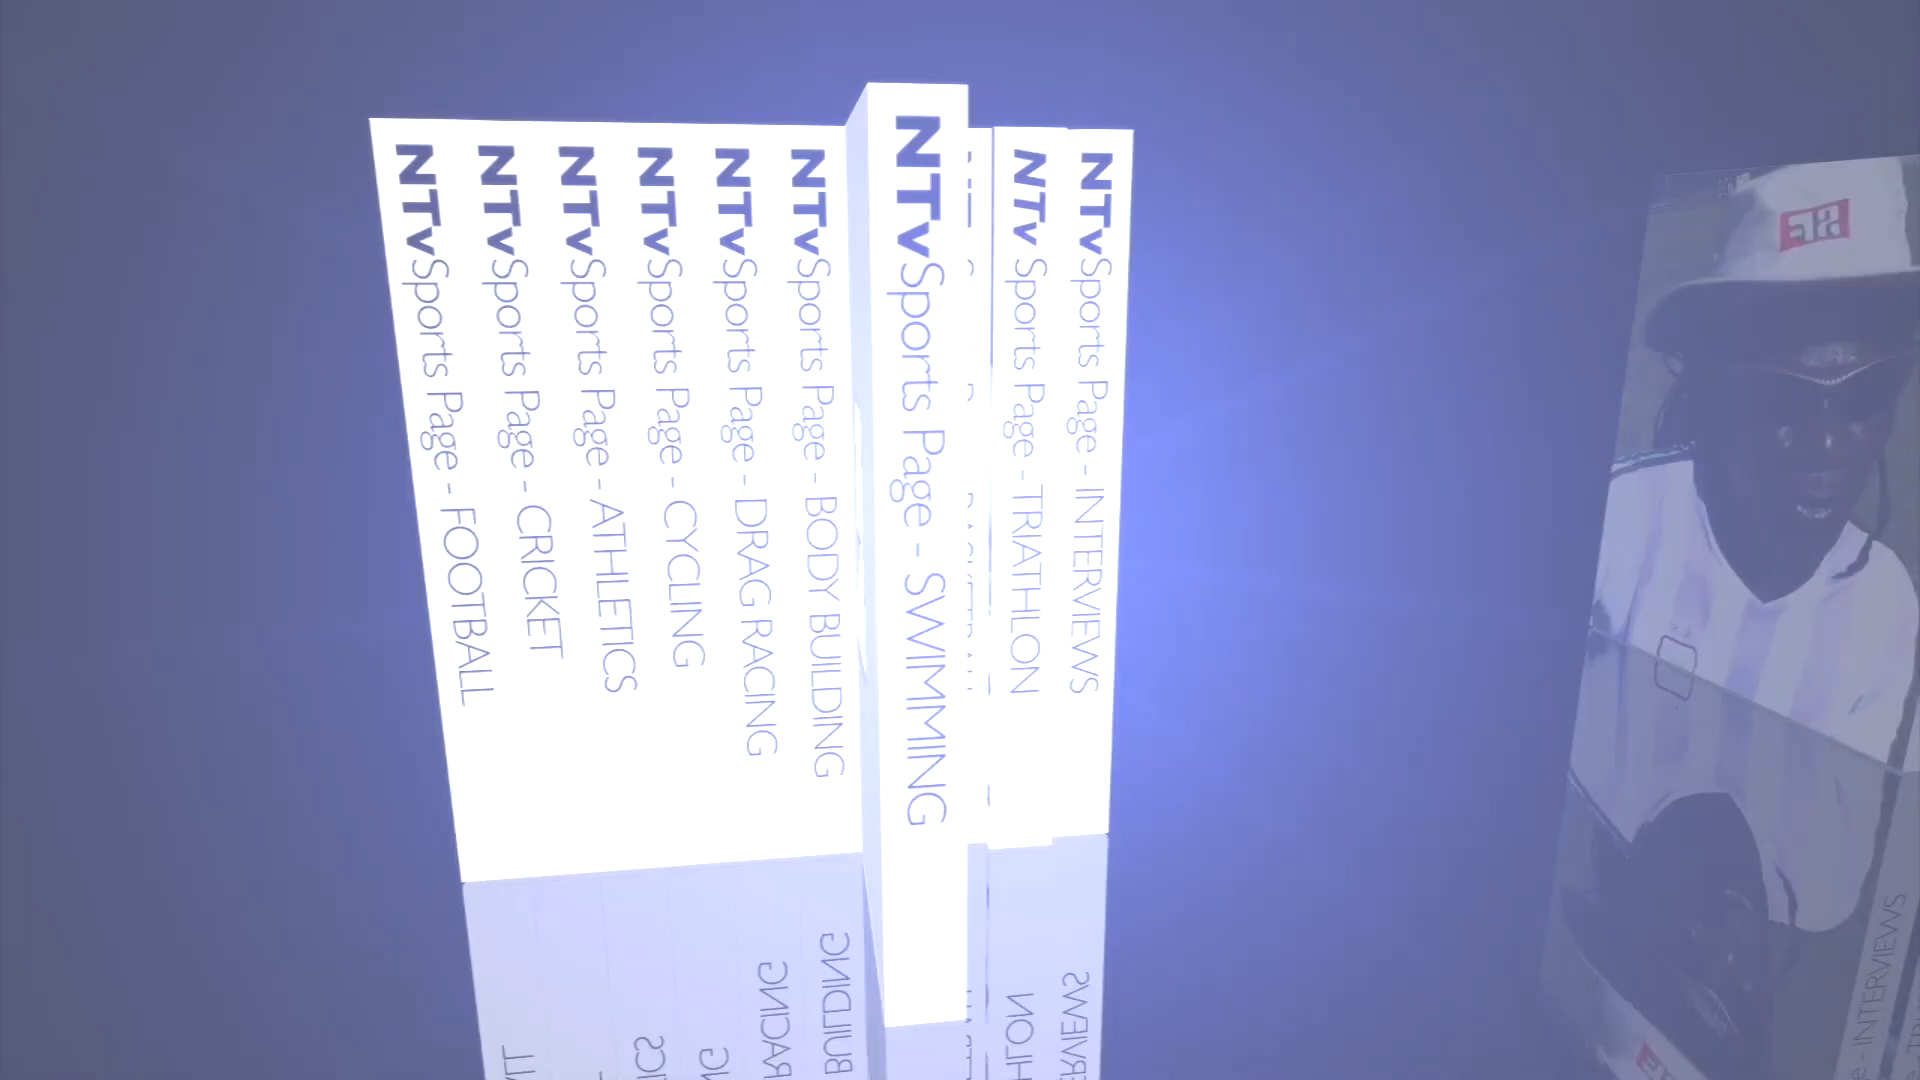 NTvSports Page - FOOTBALL
NTvSports Page - CRICKET
NTvSports Page - ATHLETICS
NTvSports Page - CYCLING
NTvSports Page - DRAG RACING
NTvSports Page - BODY BUILDING
NTvSports Page - SWIMMING
NTv Sports Page - TRIATHLON
NTvSports Page - INTERVIEWS
e - INTERVIEWS